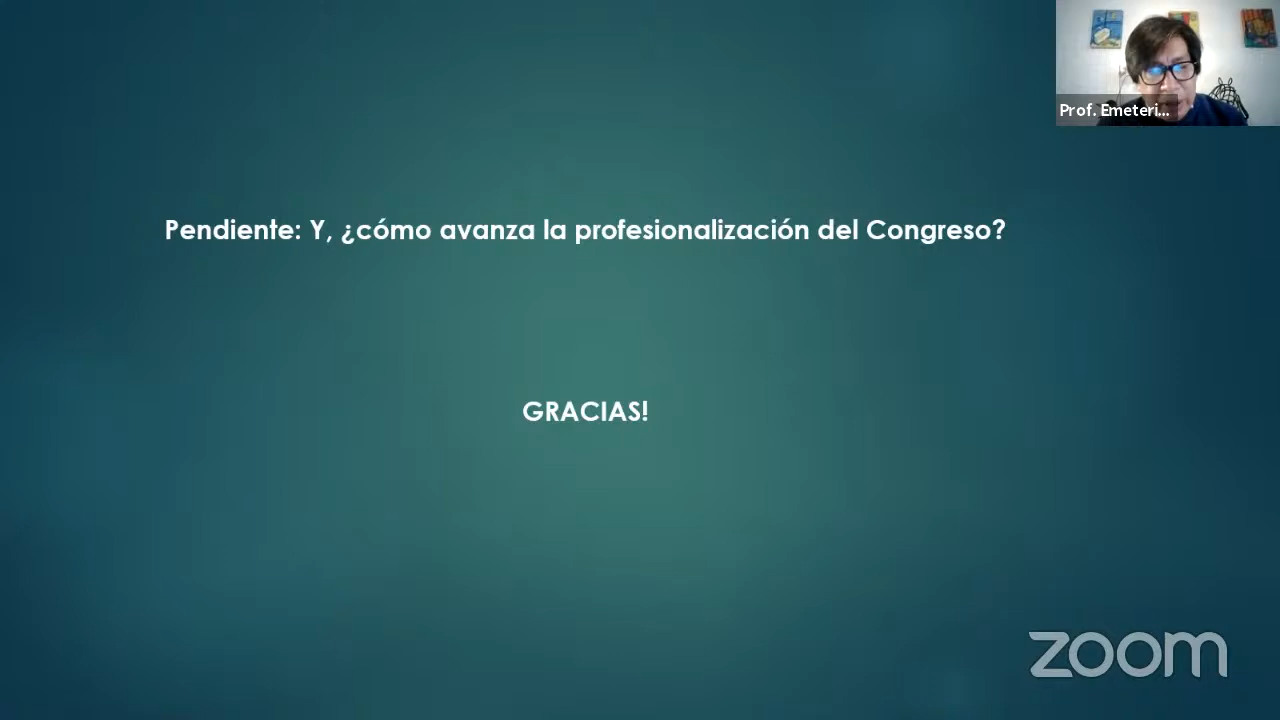 Prof. Emeteri...
Pendiente: Y, ¿cómo avanza la profesionalización del Congreso?
GRACIAS!
zoom